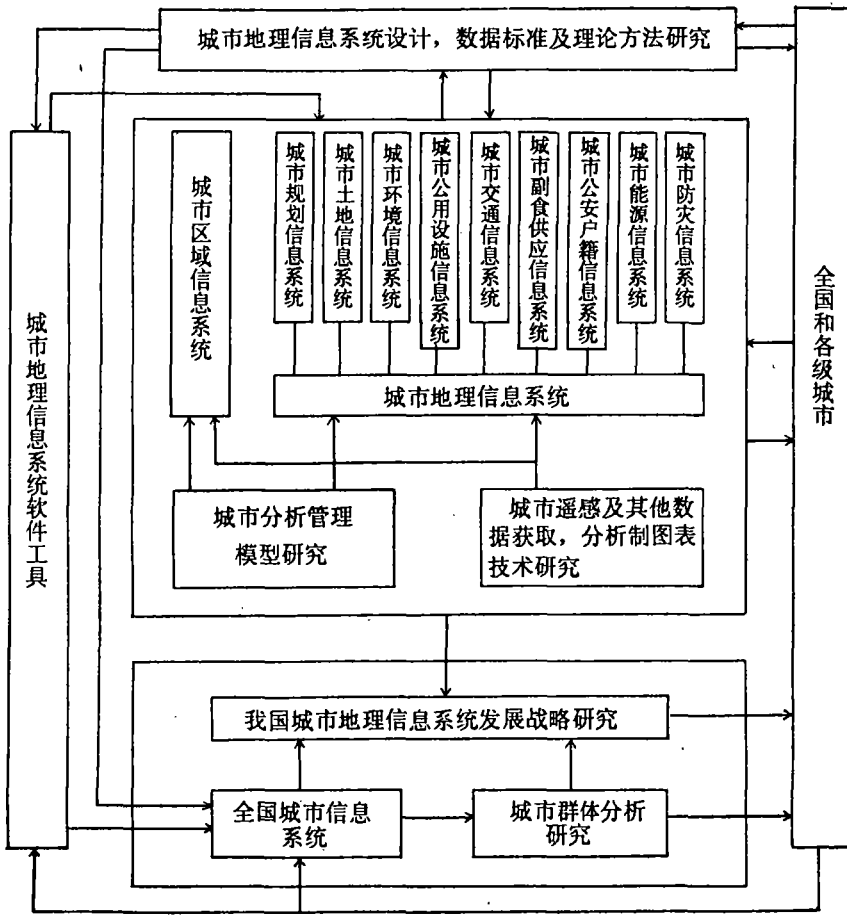 城市地理信息系统设计，数据标准及理论方法研究
城市地理信息系统软件工具
城市区域信息系统
城市规划信息系统
城市土地信息系统
城市环境信息系统
城市公用设施信息系统
城市交通信息系统
城市副食供应信息系统
城市公安户籍信息系统
城市能源信息系统
城市防灾信息系统
全国和各级城市
城市地理信息系统
城市分析管理
模型研究
城市遥感及其他数
据获取，分析制图表
技术研究
我国城市地理信息系统发展战略研究
全国城市信息
系统
城市群体分析
研究